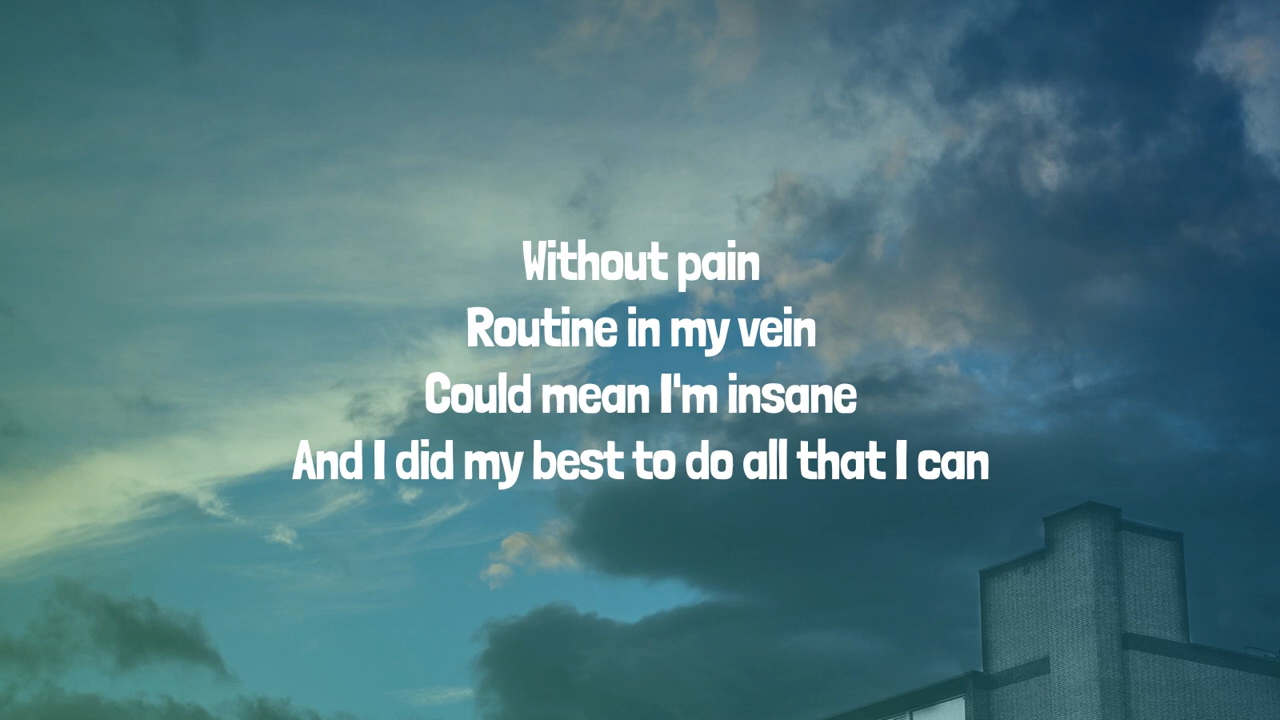 Without pain
Routine in my vein
Could mean I'm insane
And I did my best to do all that I can